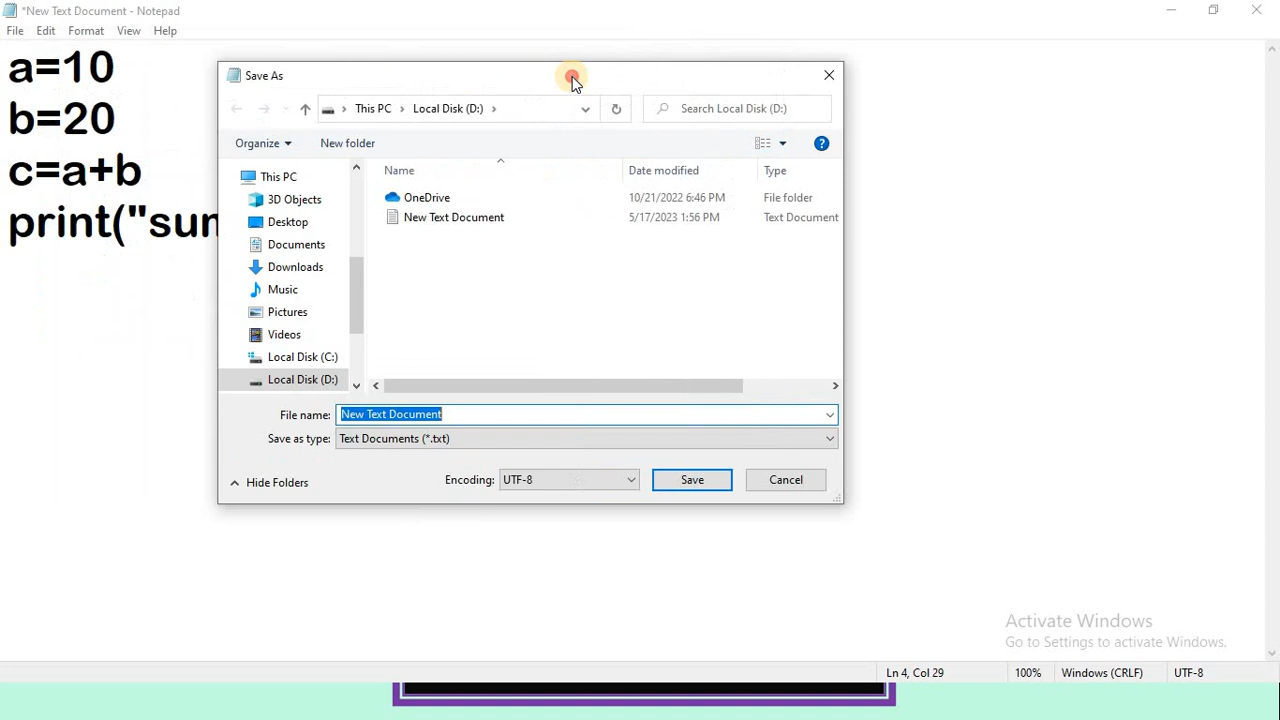 *New Text Document - Notepad
File Edit Format View Help
a=10
b=20
c=a+b
print("sum
Save As
This PC Local Disk (D:)
Search Local Disk (D:)
Organize New folder
Name Date modified Type
This PC
3D Objects
Desktop
Documents
Downloads
Music
Pictures
Videos
Local Disk (C:)
Local Disk (D:)
OneDrive 10/21/2022 6:46 PM File folder
New Text Document 5/17/2023 1:56 PM Text Document
File name: New Text Document
Save as type: Text Documents (*.txt)
Hide Folders Encoding: UTF-8 Save Cancel
Activate Windows
Go to Settings to activate Windows.
Ln 4, Col 29 100% Windows (CRLF) UTF-8